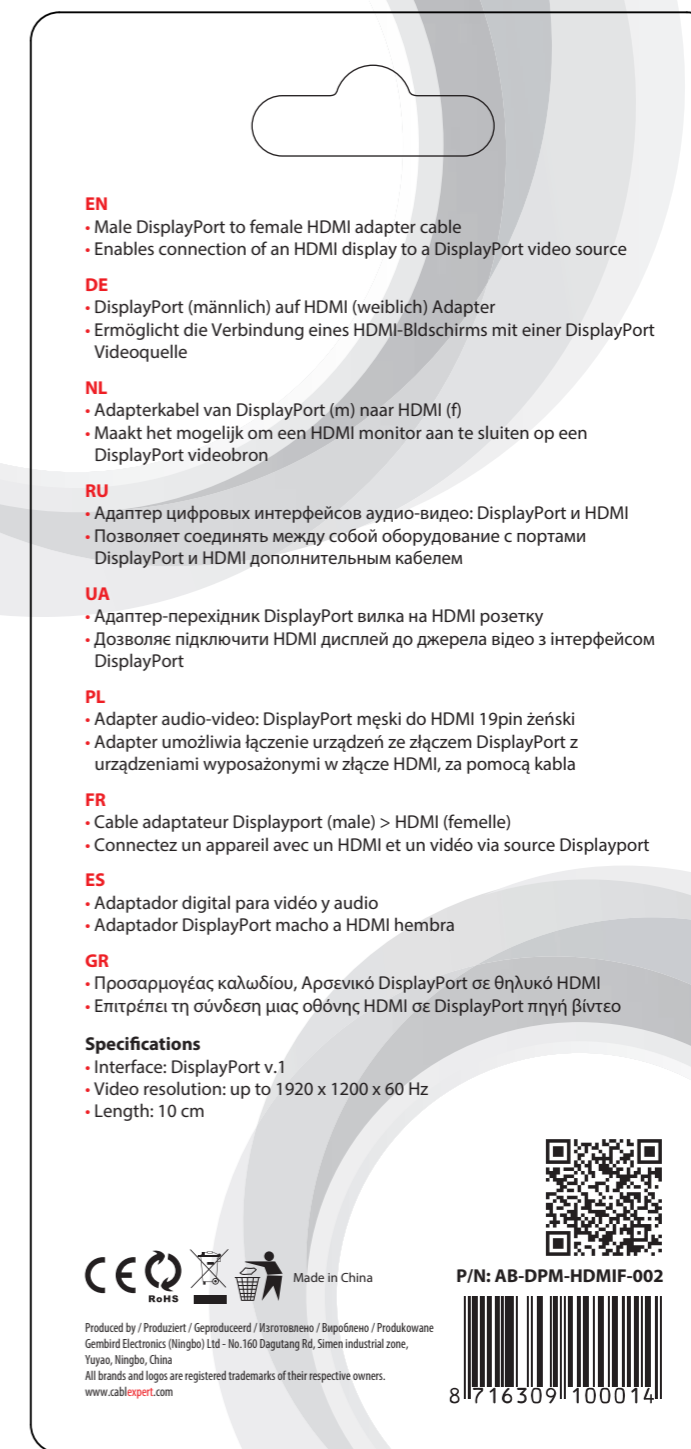 EN
• Male DisplayPort to female HDMI adapter cable
• Enables connection of an HDMI display to a DisplayPort video source
DE
• DisplayPort (männlich) auf HDMI (weiblich) Adapter
• Ermöglicht die Verbindung eines HDMI-Bldschirms mit einer DisplayPort
Videoquelle
NL
• Adapterkabel van DisplayPort (m) naar HDMI (f)
• Maakt het mogelijk om een HDMI monitor aan te sluiten op een
DisplayPort videobron
RU
• Адаптер цифровых интерфейсов аудио-видео: DisplayPort и HDMI
• Позволяет соединять между собой оборудование с портами
DisplayPort и HDMI дополнительным кабелем
UA
• Адаптер-перехідник DisplayPort вилка на HDMI розетку
• Дозволяє підключити HDMI дисплей до джерела відео з інтерфейсом
DisplayPort
PL
• Adapter audio-video: DisplayPort męski do HDMI 19pin żeński
• Adapter umożliwia łączenie urządzeń ze złączem DisplayPort z
urządzeniami wyposażonymi w złącze HDMI, za pomocą kabla
FR
• Cable adaptateur Displayport (male) > HDMI (femelle)
• Connectez un appareil avec un HDMI et un vidéo via source Displayport
ES
• Adaptador digital para vidéo y audio
• Adaptador DisplayPort macho a HDMI hembra
GR
• Προσαρμογέας καλωδίου, Αρσενικό DisplayPort σε θηλυκό HDMI
• Επιτρέπει τη σύνδεση μιας οθόνης HDMI σε DisplayPort πηγή βίντεο
Specifications
• Interface: DisplayPort v.1
• Video resolution: up to 1920 x 1200 x 60 Hz
• Length: 10 cm
CE
RoHS
Made in China
P/N: AB-DPM-HDMIF-002
Produced by / Produziert / Geproduceerd / Изготовлено / Вироблено / Produkowane
Gembird Electronics (Ningbo) Ltd - No.160 Dagutang Rd, Simen industrial zone,
Yuyao, Ningbo, China
All brands and logos are registered trademarks of their respective owners.
www.cablexpert.com
8 716309 100014